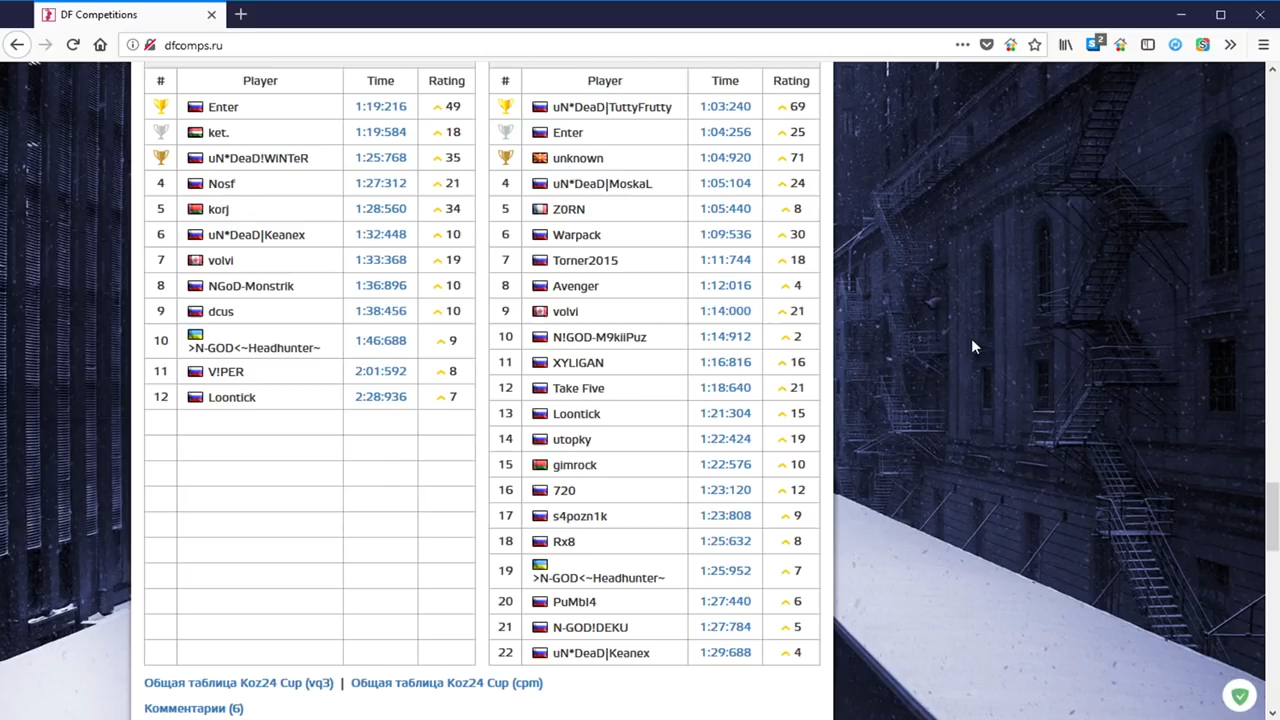 DF Competitions
dfcomps.ru
2
# Player Time Rating
Enter 1:19:216 49
ket. 1:19:584 18
uN*DeaD!WiNTeR 1:25:768 35
4 Nosf 1:27:312 21
5 korj 1:28:560 34
6 uN*DeaD|Keanex 1:32:448 10
7 volvi 1:33:368 19
8 NGoD-Monstrik 1:36:896 10
9 dcus 1:38:456 10
10 >N-GOD<~Headhunter~ 1:46:688 9
11 V!PER 2:01:592 8
12 Loontick 2:28:936 7
# Player Time Rating
uN*DeaD|TuttyFrutty 1:03:240 69
Enter 1:04:256 25
unknown 1:04:920 71
4 uN*DeaD|MoskaL 1:05:104 24
5 Z0RN 1:05:440 8
6 Warpack 1:09:536 30
7 Torner2015 1:11:744 18
8 Avenger 1:12:016 4
9 volvi 1:14:000 21
10 N!GOD-M9kiiPuz 1:14:912 2
11 XYLIGAN 1:16:816 16
12 Take Five 1:18:640 21
13 Loontick 1:21:304 15
14 utopky 1:22:424 19
15 gimrock 1:22:576 10
16 720 1:23:120 12
17 s4pozn1k 1:23:808 9
18 Rx8 1:25:632 8
19 >N-GOD<~Headhunter~ 1:25:952 7
20 PuMbI4 1:27:440 6
21 N-GOD!DEKU 1:27:784 5
22 uN*DeaD|Keanex 1:29:688 4
Общая таблица Koz24 Cup (vq3) | Общая таблица Koz24 Cup (cpm)
Комментарии (6)